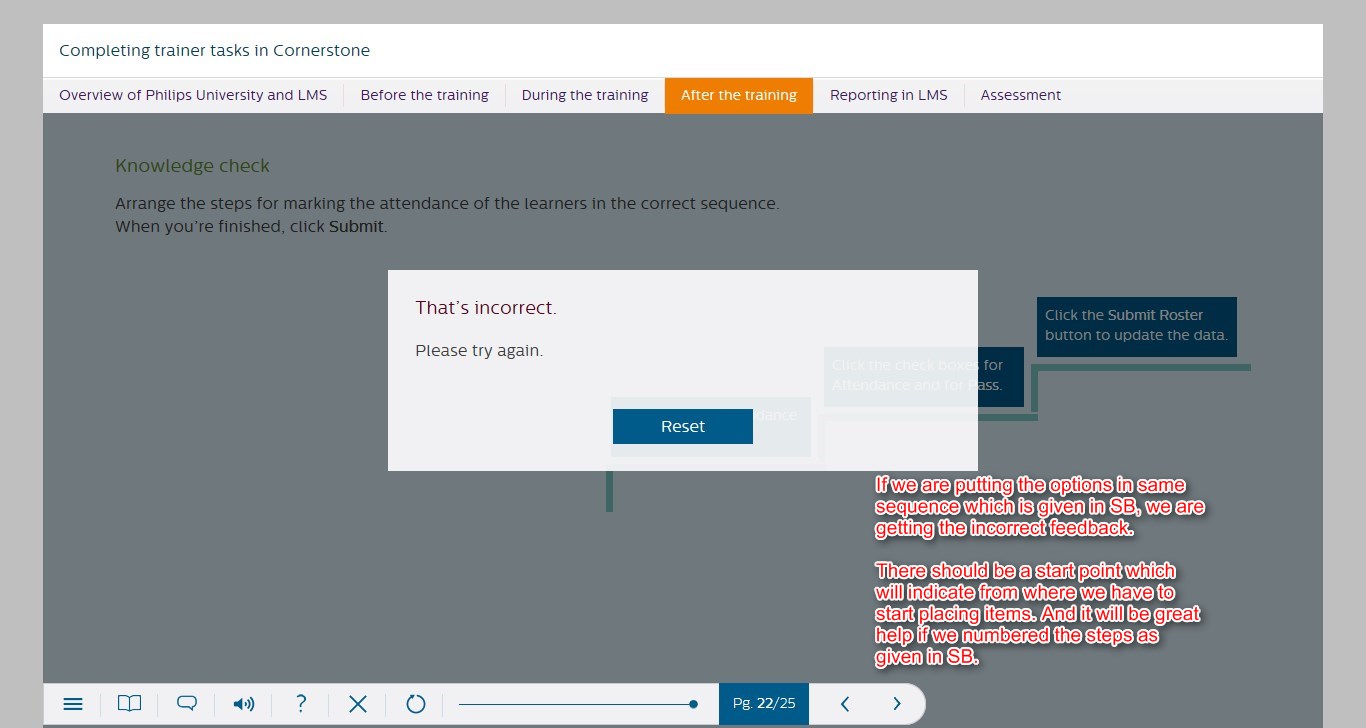 Completing trainer tasks in Cornerstone
Overview of Philips University and LMS
Before the training
During the training
After the training
Reporting in LMS
Assessment
Knowledge check
Arrange the steps for marking the attendance of the learners in the correct sequence.
When you're finished, click Submit.
That's incorrect.
Please try again.
Reset
Click the Submit Roster
button to update the data.
Click the check boxes for
Attendance and for Pass.
If we are putting the options in same
sequence which is given in SB, we are
getting the incorrect feedback.
There should be a start point which
will indicate from where we have to
start placing items. And it will be great
help if we numbered the steps as
given in SB.
?
Pg. 22/25